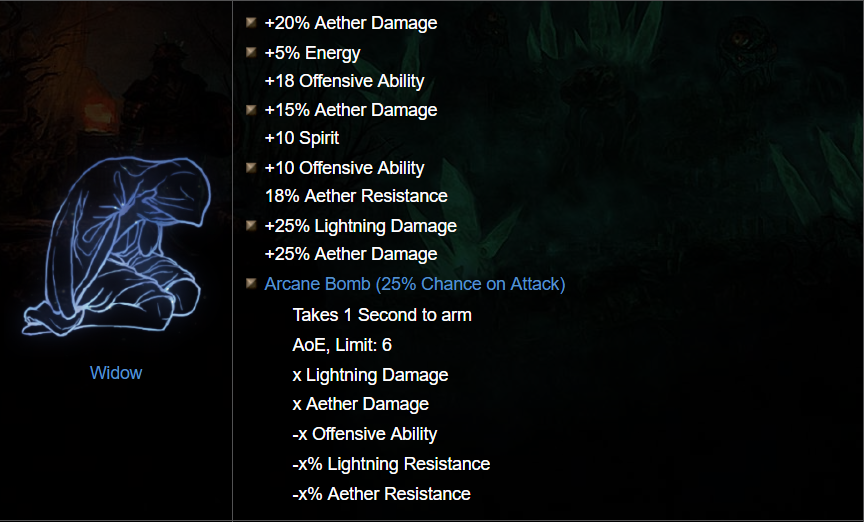 +20% Aether Damage
+5% Energy
+18 Offensive Ability
+15% Aether Damage
+10 Spirit
+10 Offensive Ability
18% Aether Resistance
+25% Lightning Damage
+25% Aether Damage
Arcane Bomb (25% Chance on Attack)
Takes 1 Second to arm
AoE, Limit: 6
x Lightning Damage
x Aether Damage
-x Offensive Ability
-x% Lightning Resistance
-x% Aether Resistance
Widow